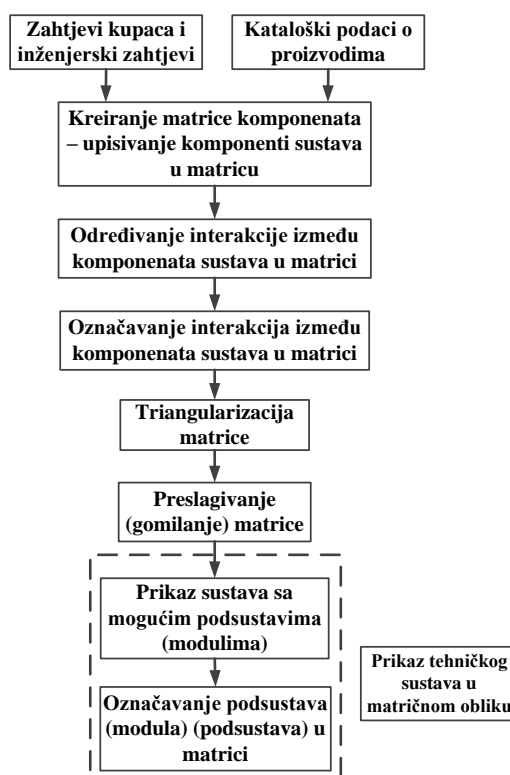 Zahtjevi kupaca i
inženjerski zahtjevi
Kataloški podaci o
proizvodima
Kreiranje matrice komponenata
– upisivanje komponenti sustava
u matricu
Određivanje interakcije između
komponenata sustava u matrici
Označavanje interakcija između
komponenata sustava u matrici
Triangularizacija
matrice
Preslagivanje
(gomilanje) matrice
Prikaz sustava sa
mogućim podsustavima
(modulima)
Označavanje podsustava
(modula) (podsustava) u
matrici
Prikaz tehničkog
sustava u
matričnom obliku